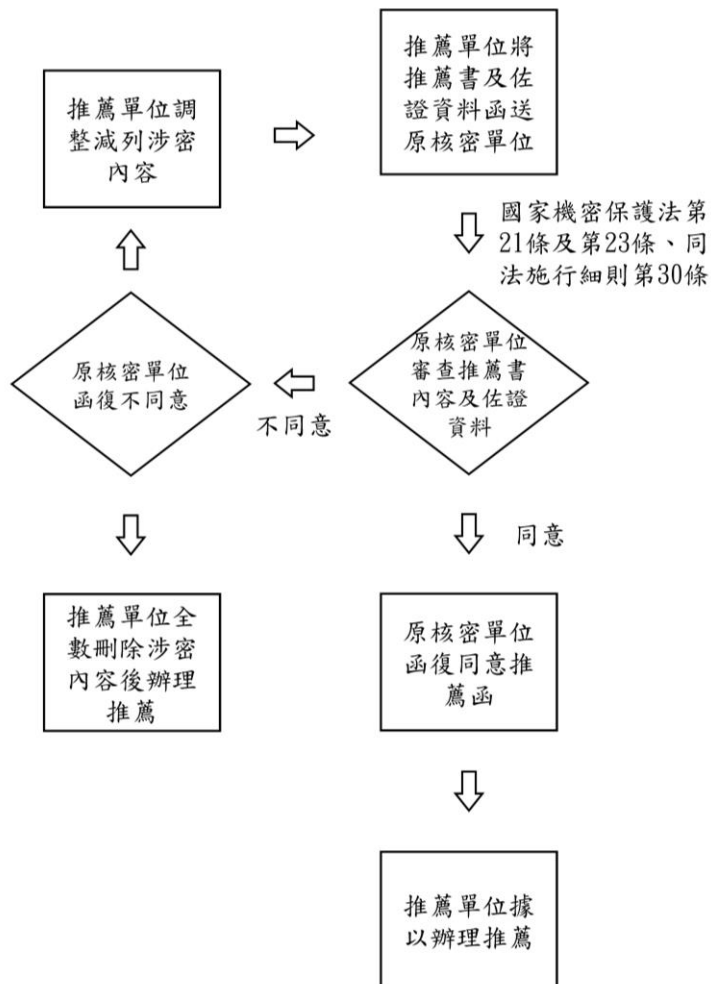 推薦單位將
推薦書及佐
證資料函送
原核密單位
推薦單位調
整減列涉密
內容
國家機密保護法第
21條及第23條、同
法施行細則第30條
原核密單位
審查推薦書
內容及佐證
資料
不同意
原核密單位
函復不同意
同意
推薦單位全
數刪除涉密
內容後辦理
推薦
原核密單位
函復同意推
薦函
推薦單位據
以辦理推薦